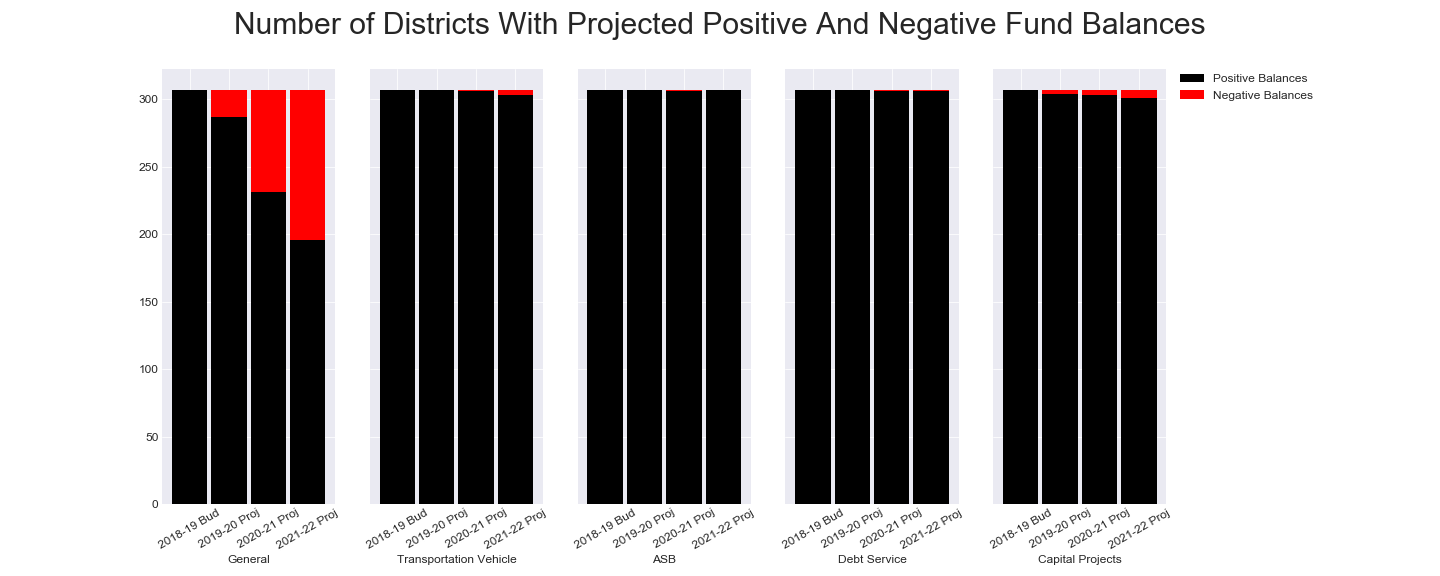 Number of Districts With Projected Positive And Negative Fund Balances
Positive Balances
Negative Balances
300
250
200
150
100
50
0
2018-19 Bud
2019-20 Proj
2020-21 Proj
2021-22 Proj
General
2018-19 Bud
2019-20 Proj
2020-21 Proj
2021-22 Proj
Transportation Vehicle
2018-19 Bud
2019-20 Proj
2020-21 Proj
2021-22 Proj
ASB
2018-19 Bud
2019-20 Proj
2020-21 Proj
2021-22 Proj
Debt Service
2018-19 Bud
2019-20 Proj
2020-21 Proj
2021-22 Proj
Capital Projects